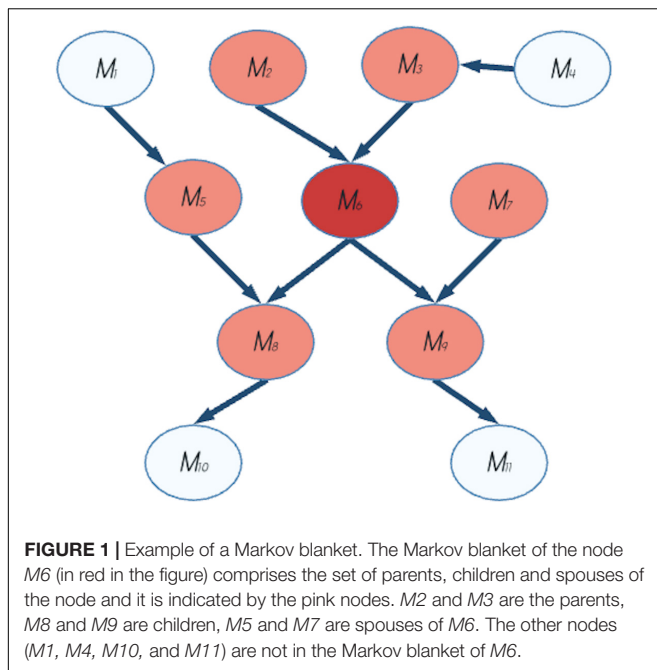 M1 M2 M3 M4
M5 M6 M7
M8 M9
M10 M11
FIGURE 1 | Example of a Markov blanket. The Markov blanket of the node
M6 (in red in the figure) comprises the set of parents, children and spouses of
the node and it is indicated by the pink nodes. M2 and M3 are the parents,
M8 and M9 are children, M5 and M7 are spouses of M6. The other nodes
(M1, M4, M10, and M11) are not in the Markov blanket of M6.